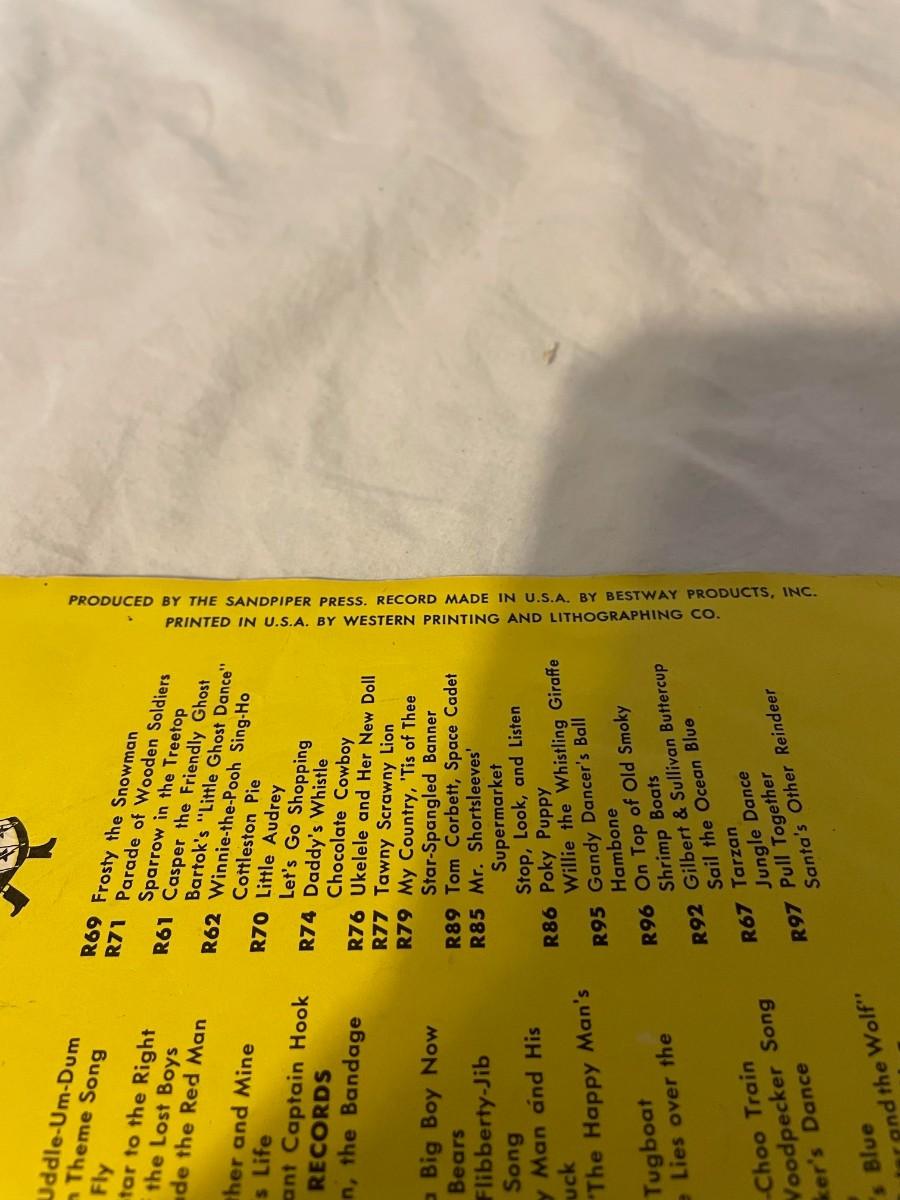 PRODUCED BY THE SANDPIPER PRESS. RECORD MADE IN U.S.A. BY BESTWAY PRODUCTS, INC.
PRINTED IN U.S.A. BY WESTERN PRINTING AND LITHOGRAPHING CO.
R69 Frosty the Snowman
R71 Parade of Wooden Soldiers
Sparrow in the Treetop
R61 Casper the Friendly Ghost
Bartok's "Little Ghost Dance"
R62 Winnie-the-Pooh Sing-Ho
Cottleston Pie
R70 Little Audrey
Let's Go Shopping
R74 Daddy's Whistle
Chocolate Cowboy
R76 Ukelele and Her New Doll
R77 Tawny Scrawny Lion
R79 My Country, 'Tis of Thee
Star-Spangled Banner
R89 Tom Corbett, Space Cadet
R85 Mr. Shortsleeves'
Supermarket
Stop, Look, and Listen
R86 Poky Puppy
Willie the Whistling Giraffe
R95 Gandy Dancer's Ball
Hambone
R96 On Top of Old Smoky
Shrimp Boats
R92 Gilbert & Sullivan Buttercup
Sail the Ocean Blue
R67 Tarzan
Jungle Dance
R97 Pull Together
Santa's Other Reindeer
Uddle-Um-Dum
Theme Song
Fly
to the Right
the Lost Boys
the Red Man
and Mine
Life
Captain Hook
RECORDS
the Bandage
Big Boy Now
Bears
Flibberty-Jib
Song
Man and His
The Happy Man's
Tugboat
Lies over the
Choo Train
Song
Dance
Blue
and the Wolf"